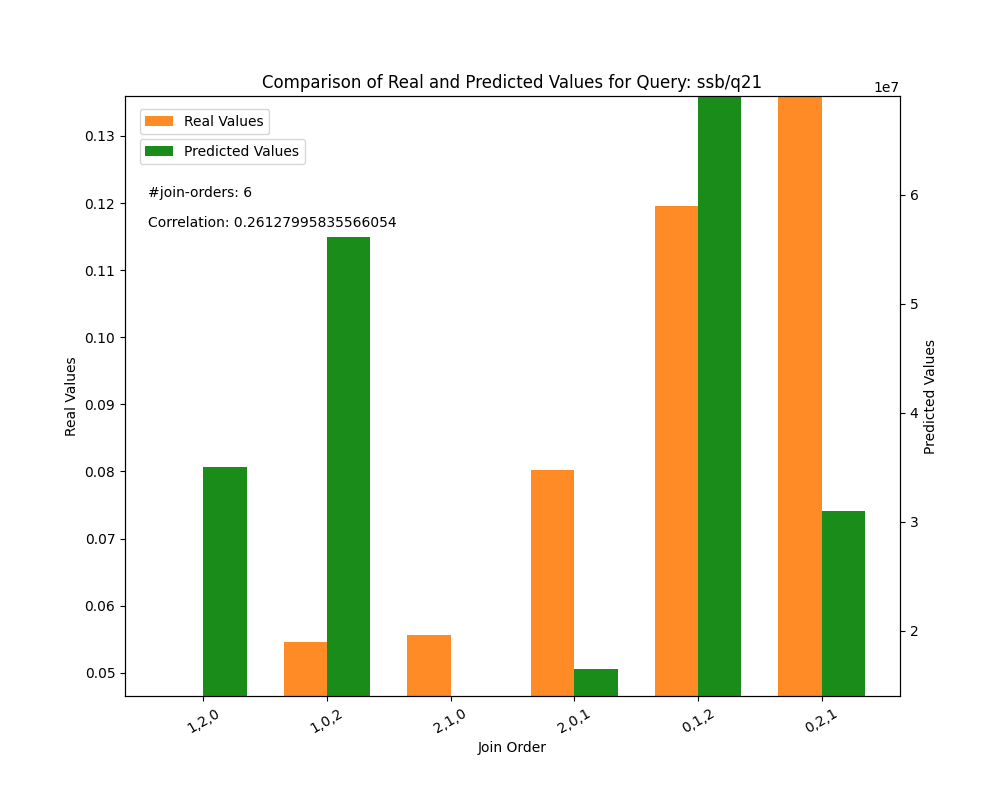 Comparison of Real and Predicted Values for Query: ssb/q21
1e7
Real Values
Predicted Values
#join-orders: 6
Correlation: 0.26127995835566054
0.13
0.12
0.11
0.10
0.09
0.08
0.07
0.06
0.05
Real Values
6
5
4
3
2
Predicted Values
1,2,0
1,0,2
2,1,0
2,0,1
0,1,2
0,2,1
Join Order